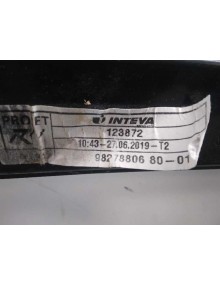 PROJET
INTEVA
123872
10:43-27.06.2019-T2
98278806 80-01